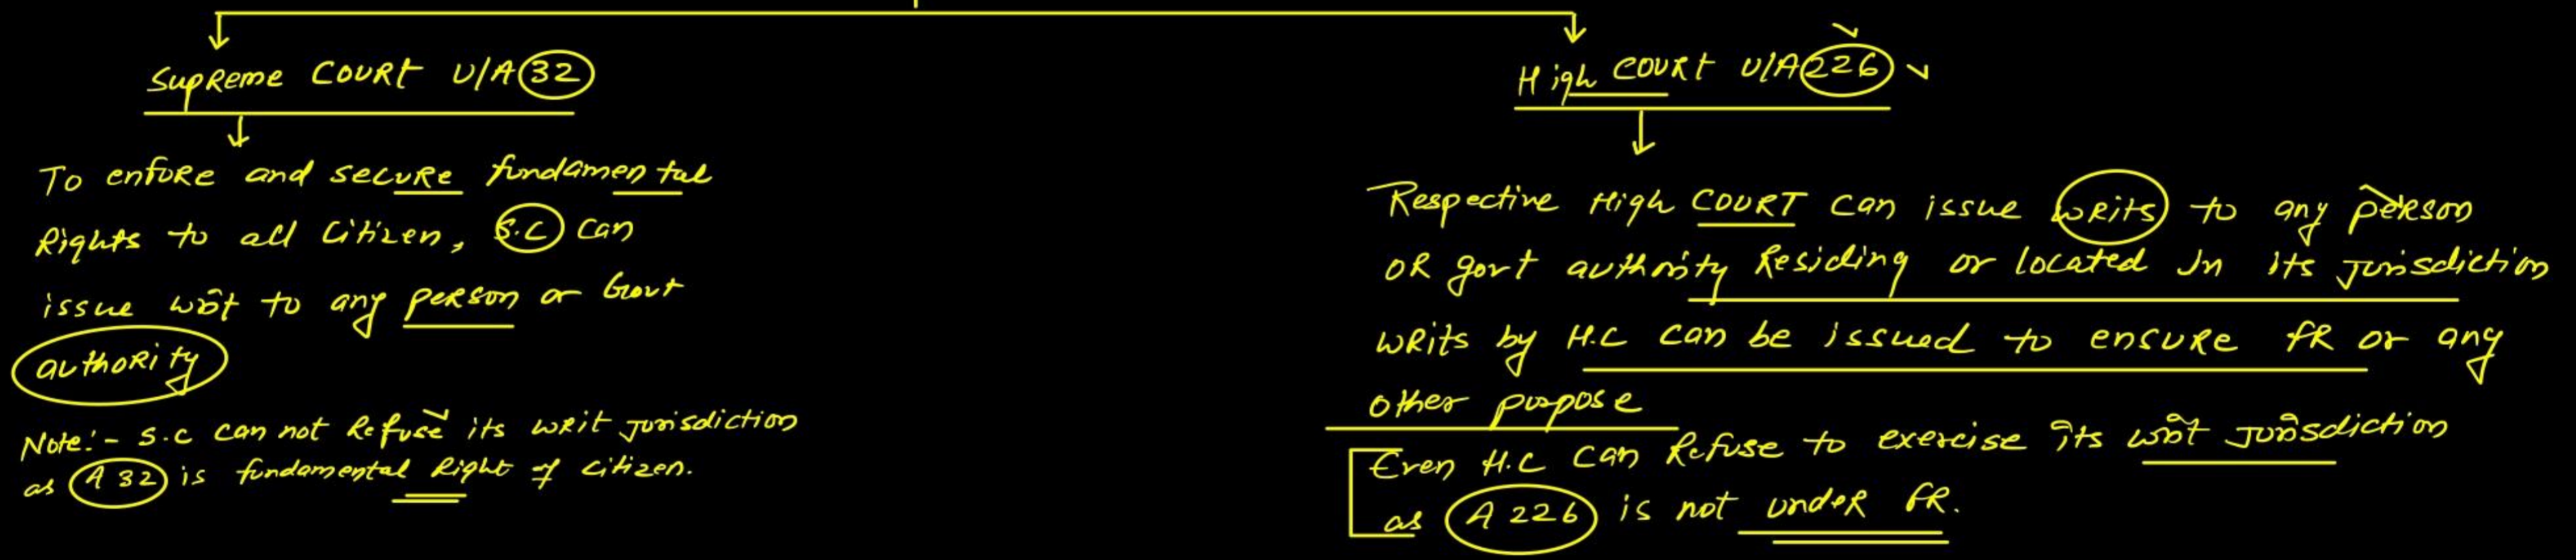 Supreme Court U/A 32
To enfore and secure fundamental
Rights to all citizen, S.C can
issue writ to any person or Govt
authority
Note:- S.C can not Refuse its writ Jurisdiction
as A 32 is fundamental Right of citizen.
High Court U/A 226
Respective High COURT can issue writs to any person
OR govt authority Residing or located In its Jurisdiction
writs by H.C can be issued to ensure FR or any
other purpose
Even H.C can Refuse to exercise its writ Jurisdiction
as A 226 is not under FR.